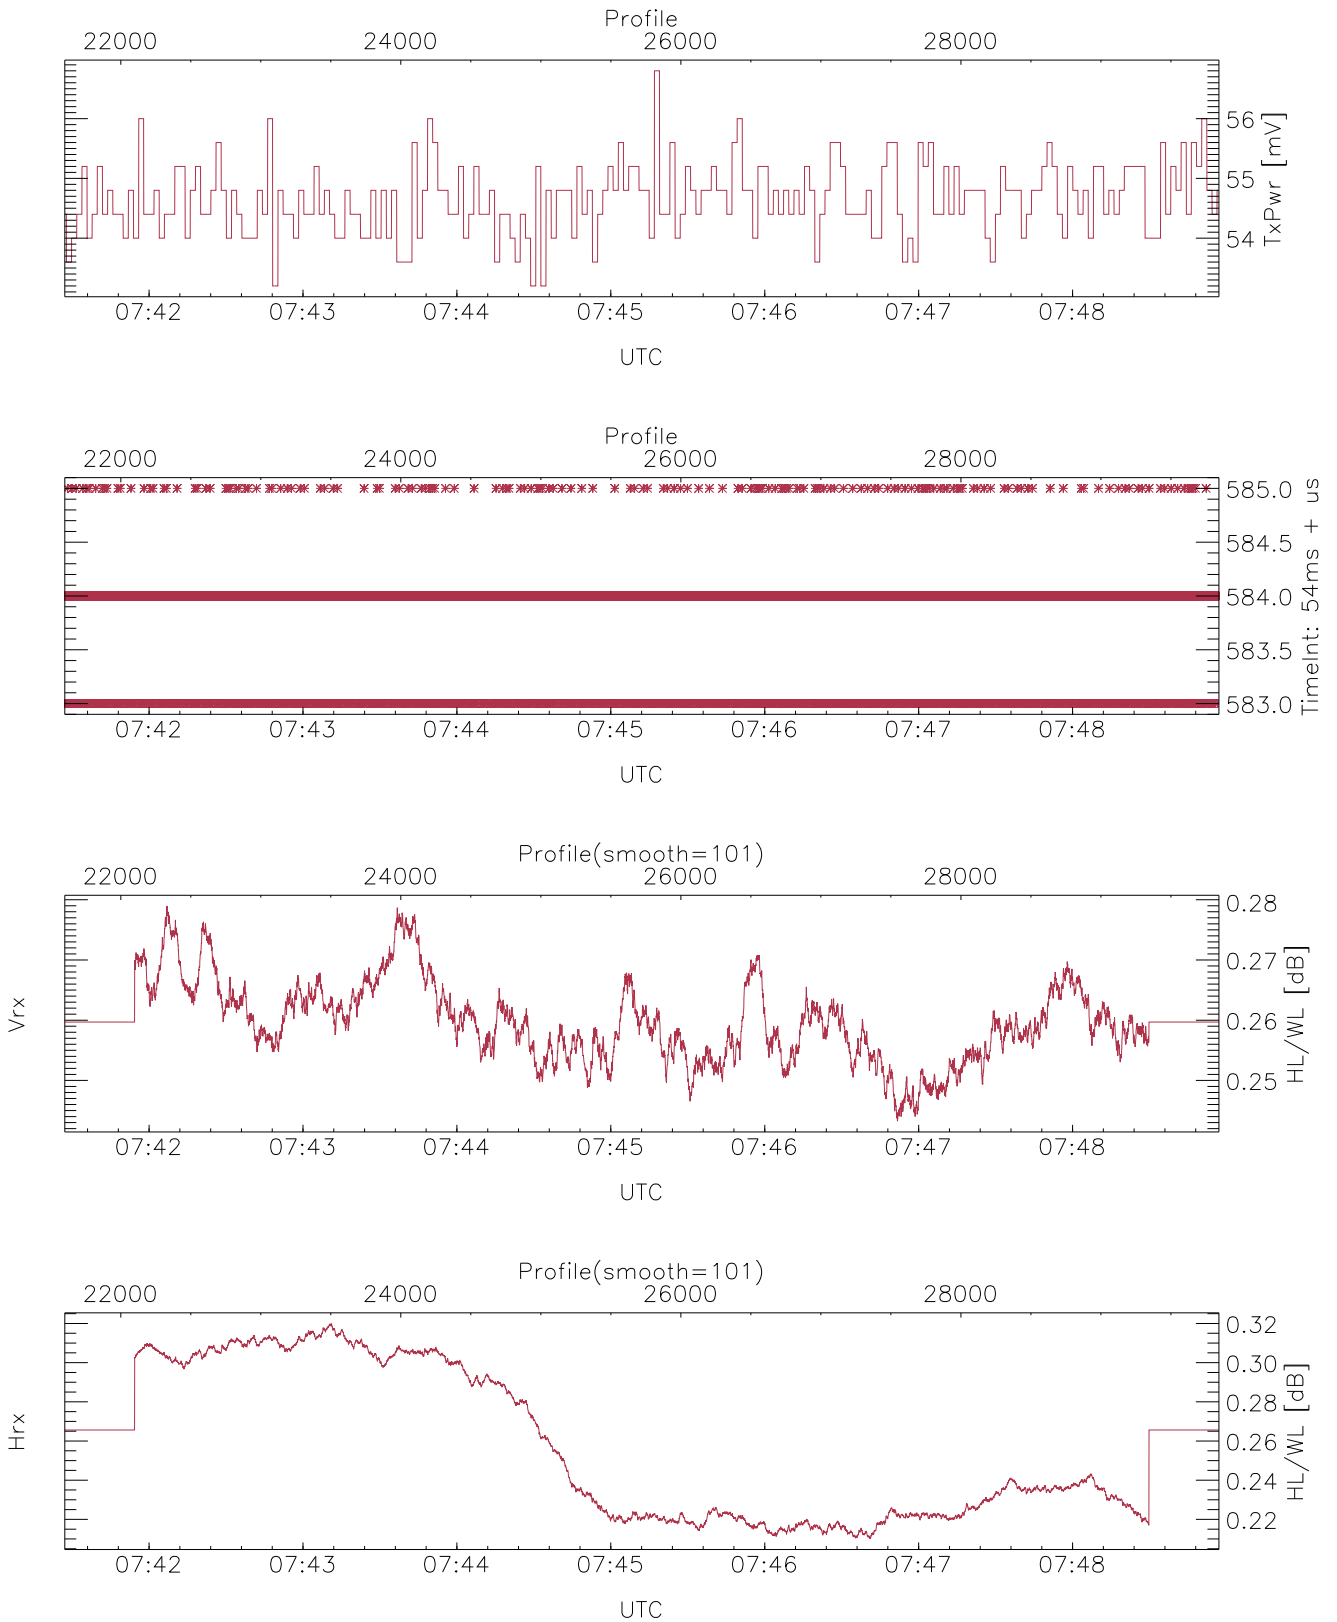 Profile
22000 24000 26000 28000
56
55
54
TxPwr [mV]
07:42 07:43 07:44 07:45 07:46 07:47 07:48
UTC
Profile
22000 24000 26000 28000
585.0
584.5
584.0
583.5
583.0
TimeInt: 54ms + us
07:42 07:43 07:44 07:45 07:46 07:47 07:48
UTC
Profile(smooth=101)
22000 24000 26000 28000
Vrx
0.28
0.27
0.26
0.25
HL/WL [dB]
07:42 07:43 07:44 07:45 07:46 07:47 07:48
UTC
Profile(smooth=101)
22000 24000 26000 28000
Hrx
0.32
0.30
0.28
0.26
0.24
0.22
HL/WL [dB]
07:42 07:43 07:44 07:45 07:46 07:47 07:48
UTC